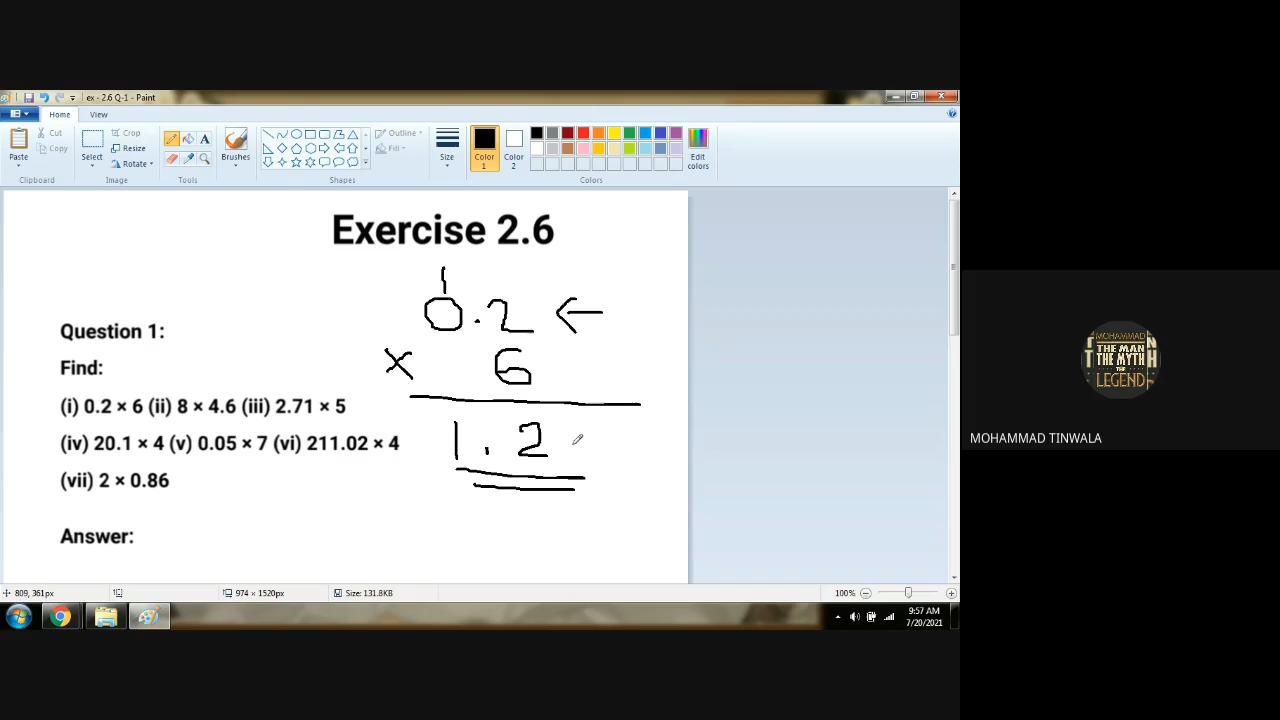 ex - 2.6 Q-1 - Paint
Home View
Paste
Cut
Copy
Clipboard
Select
Crop
Resize
Rotate
Image
A
Tools
Brushes
Outline
Fill
Shapes
Size
Color 1
Color 2
Edit colors
Colors
Exercise 2.6
1
0.2 ←
× 6
1.2
Question 1:
Find:
(i) 0.2 × 6 (ii) 8 × 4.6 (iii) 2.71 × 5
(iv) 20.1 × 4 (v) 0.05 × 7 (vi) 211.02 × 4
(vii) 2 × 0.86
Answer:
809, 361px
974 × 1520px
Size: 131.8KB
100%
9:57 AM
7/20/2021
MOHAMMAD
THE MAN
THE MYTH
THE
LEGEND
MOHAMMAD TINWALA